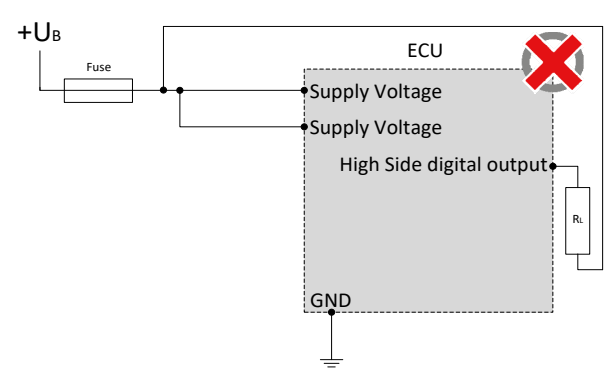 +UB
Fuse
ECU
Supply Voltage
Supply Voltage
High Side digital output
RL
GND